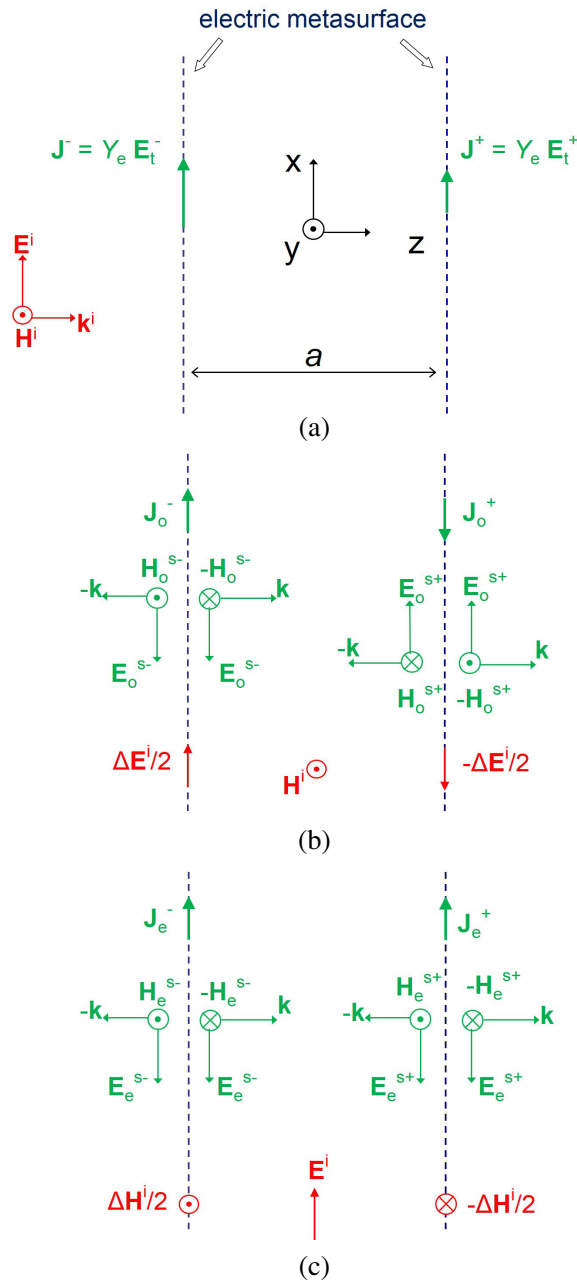 electric metasurface
J⁻ = Yₑ Eₜ⁻
J⁺ = Yₑ Eₜ⁺
x
y
z
Eⁱ
Hⁱ
kⁱ
a
(a)
Jₒ⁻
Jₒ⁺
Hₒˢ⁻
-Hₒˢ⁻
Eₒˢ⁺
Eₒˢ⁺
-k
k
-k
k
Eₒˢ⁻
Eₒˢ⁻
Hₒˢ⁺
-Hₒˢ⁺
ΔEⁱ/2
Hⁱ
-ΔEⁱ/2
(b)
Jₑ⁻
Jₑ⁺
Hₑˢ⁻
-Hₑˢ⁻
Hₑˢ⁺
-Hₑˢ⁺
-k
k
-k
k
Eₑˢ⁻
Eₑˢ⁻
Eₑˢ⁺
Eₑˢ⁺
Eⁱ
ΔHⁱ/2
-ΔHⁱ/2
(c)